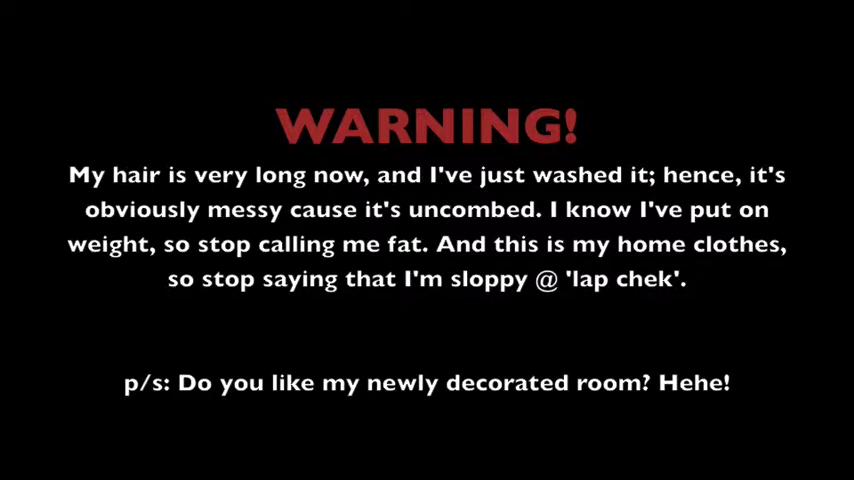 WARNING!
My hair is very long now, and I've just washed it; hence, it's
obviously messy cause it's uncombed. I know I've put on
weight, so stop calling me fat. And this is my home clothes,
so stop saying that I'm sloppy @ 'lap chek'.
p/s: Do you like my newly decorated room? Hehe!